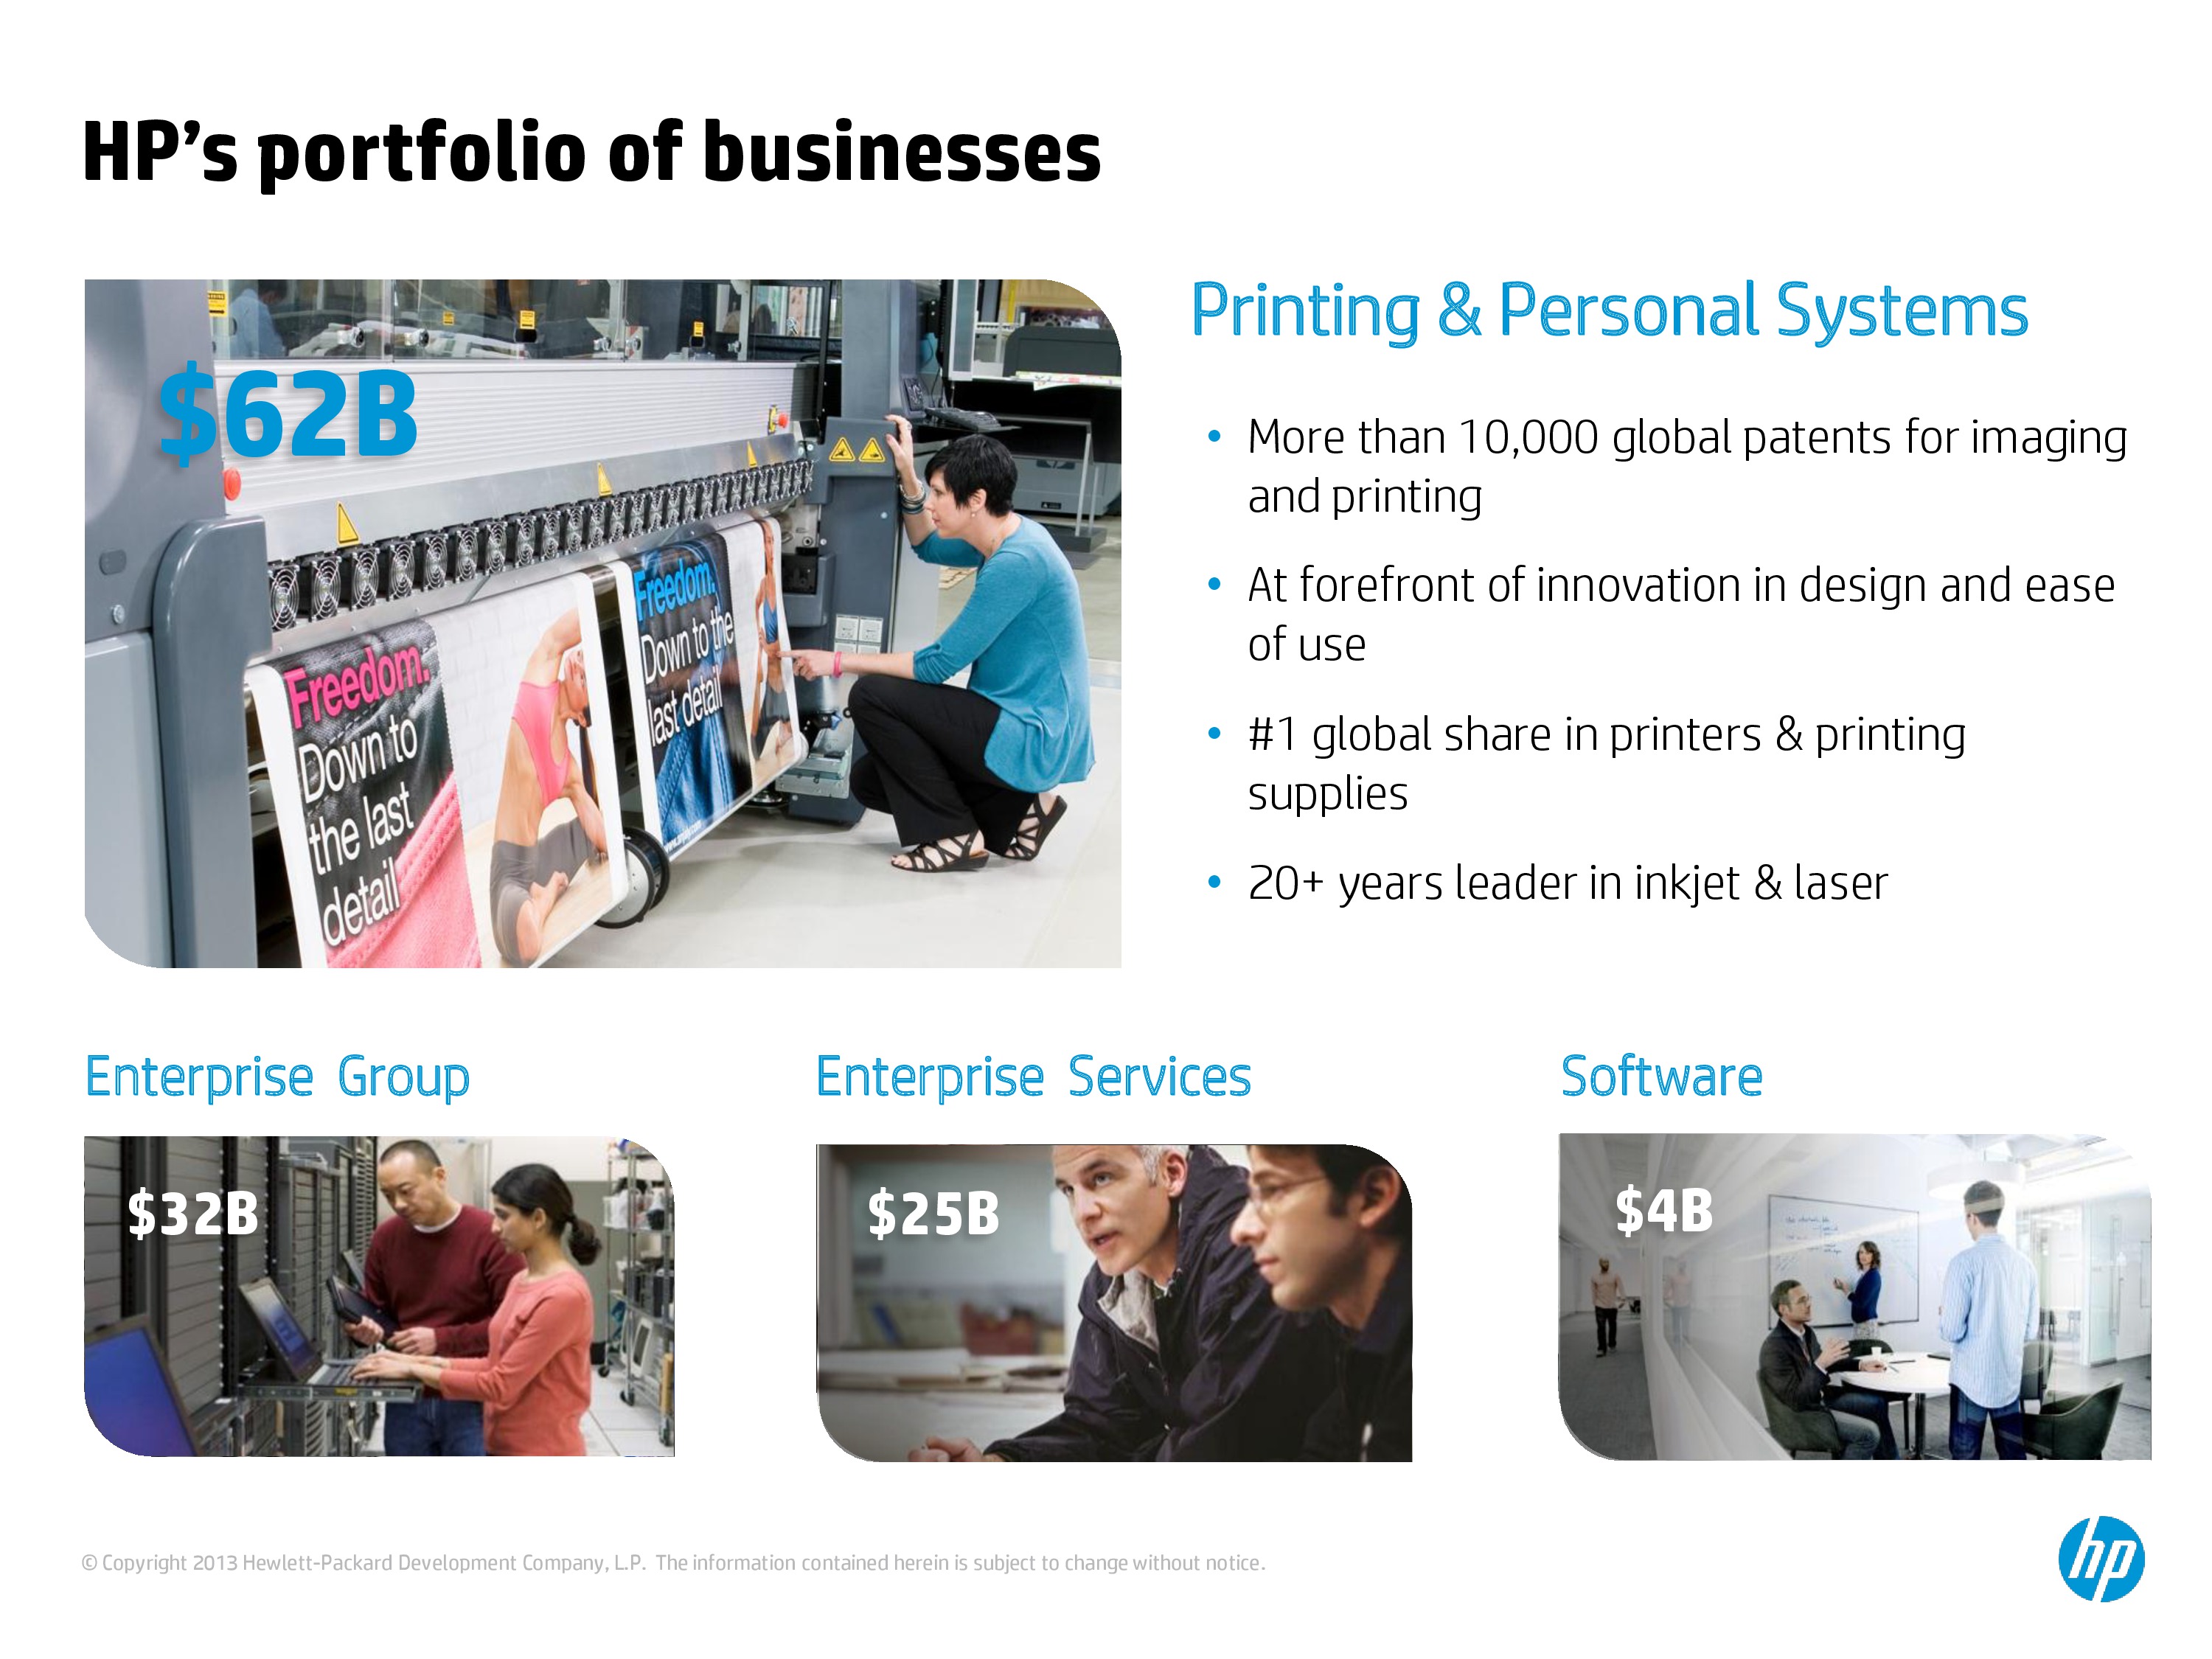 HP’s portfolio of businesses
$62B
Freedom.
Down to
the last
detail
Freedom.
Down to the
last detail
Printing & Personal Systems
• More than 10,000 global patents for imaging
and printing
• At forefront of innovation in design and ease
of use
• #1 global share in printers & printing
supplies
• 20+ years leader in inkjet & laser
Enterprise Group
$32B
Enterprise Services
$25B
Software
$4B
© Copyright 2013 Hewlett-Packard Development Company, L.P. The information contained herein is subject to change without notice.
hp